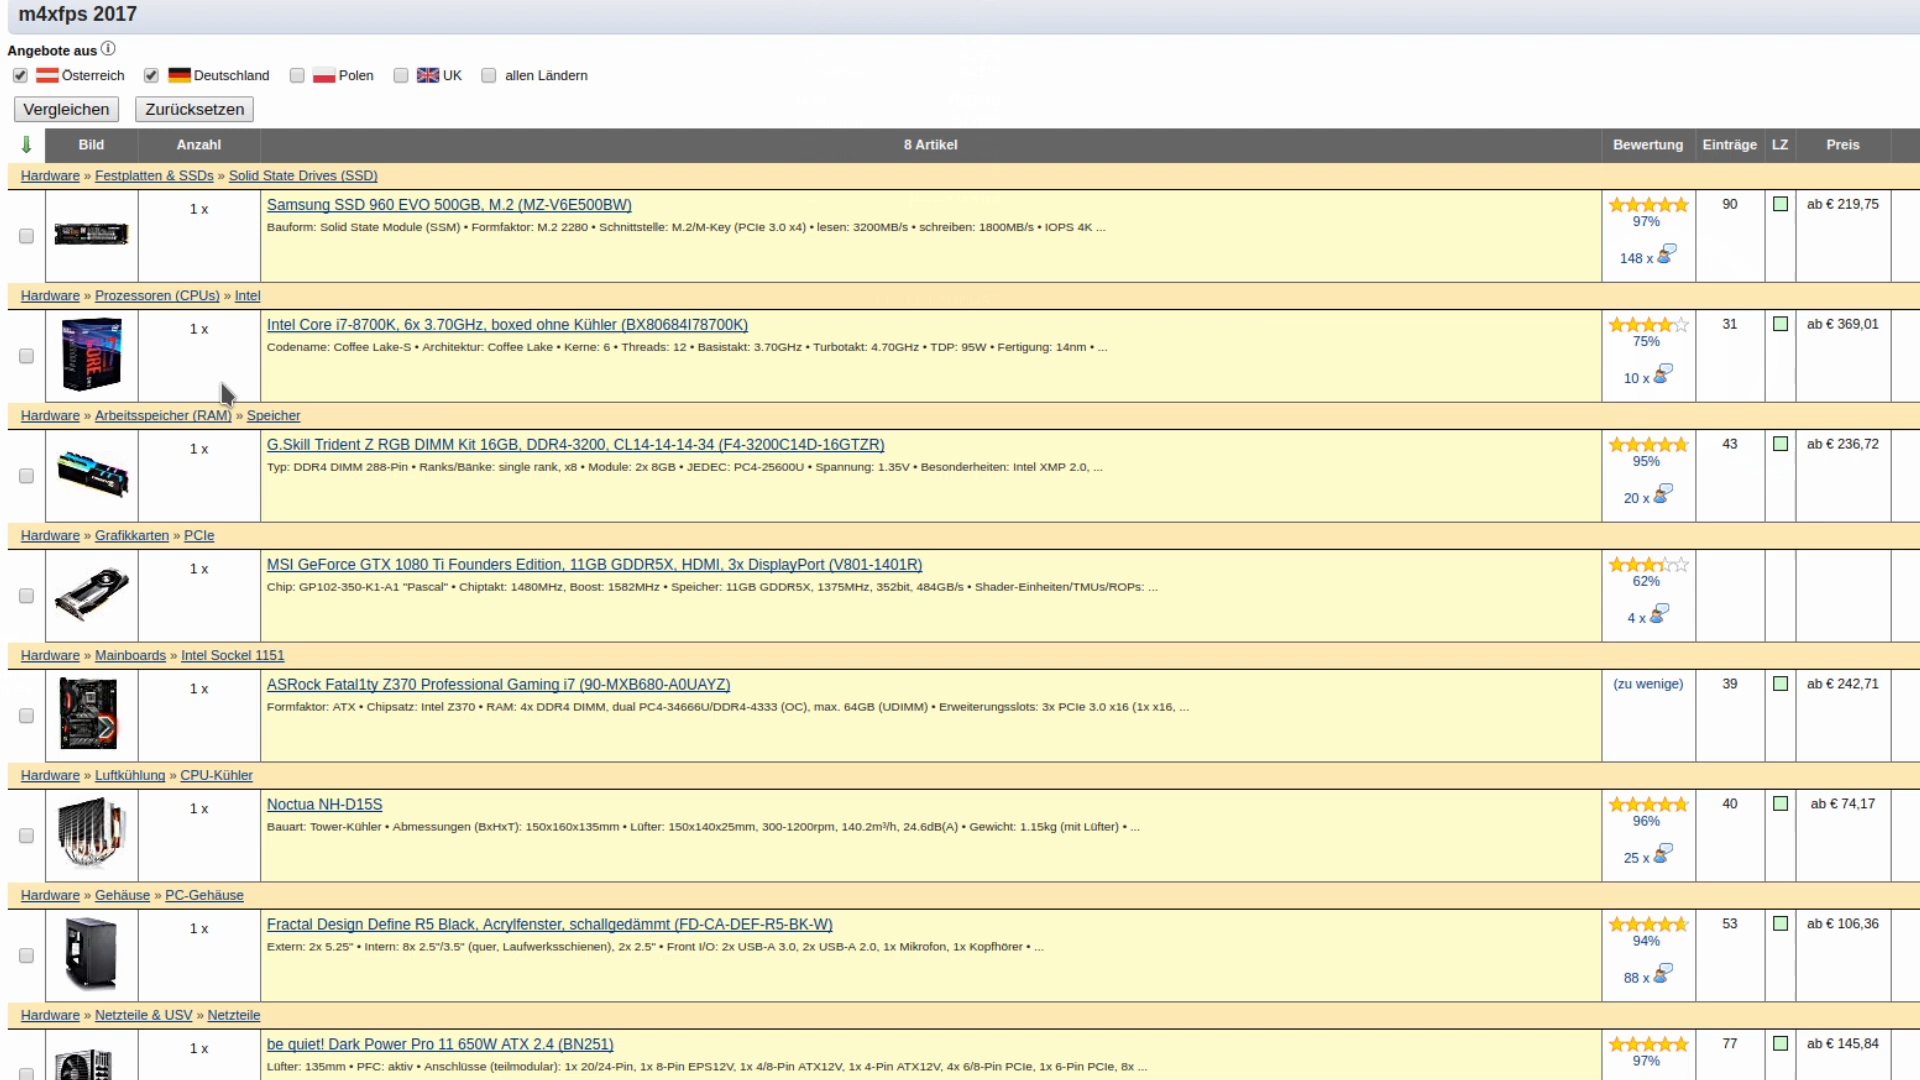 m4xfps 2017
Angebote aus
Österreich Deutschland Polen UK allen Ländern
Vergleichen Zurücksetzen
Bild Anzahl 8 Artikel Bewertung Einträge LZ Preis
Hardware » Festplatten & SSDs » Solid State Drives (SSD)
1 x Samsung SSD 960 EVO 500GB, M.2 (MZ-V6E500BW) 90 ab € 219,75
Bauform: Solid State Module (SSM) • Formfaktor: M.2 2280 • Schnittstelle: M.2/M-Key (PCIe 3.0 x4) • lesen: 3200MB/s • schreiben: 1800MB/s • IOPS 4K ...
97%
148 x
Hardware » Prozessoren (CPUs) » Intel
1 x Intel Core i7-8700K, 6x 3.70GHz, boxed ohne Kühler (BX80684I78700K) 31 ab € 369,01
Codename: Coffee Lake-S • Architektur: Coffee Lake • Kerne: 6 • Threads: 12 • Basistakt: 3.70GHz • Turbotakt: 4.70GHz • TDP: 95W • Fertigung: 14nm • ...
75%
10 x
Hardware » Arbeitsspeicher (RAM) » Speicher
1 x G.Skill Trident Z RGB DIMM Kit 16GB, DDR4-3200, CL14-14-14-34 (F4-3200C14D-16GTZR) 43 ab € 236,72
Typ: DDR4 DIMM 288-Pin • Ranks/Bänke: single rank, x8 • Module: 2x 8GB • JEDEC: PC4-25600U • Spannung: 1.35V • Besonderheiten: Intel XMP 2.0, ...
95%
20 x
Hardware » Grafikkarten » PCIe
1 x MSI GeForce GTX 1080 Ti Founders Edition, 11GB GDDR5X, HDMI, 3x DisplayPort (V801-1401R)
Chip: GP102-350-K1-A1 "Pascal" • Chiptakt: 1480MHz, Boost: 1582MHz • Speicher: 11GB GDDR5X, 1375MHz, 352bit, 484GB/s • Shader-Einheiten/TMUs/ROPs: ...
62%
4 x
Hardware » Mainboards » Intel Sockel 1151
1 x ASRock Fatal1ty Z370 Professional Gaming i7 (90-MXB680-A0UAYZ) (zu wenige) 39 ab € 242,71
Formfaktor: ATX • Chipsatz: Intel Z370 • RAM: 4x DDR4 DIMM, dual PC4-34666U/DDR4-4333 (OC), max. 64GB (UDIMM) • Erweiterungsslots: 3x PCIe 3.0 x16 (1x x16, ...
Hardware » Luftkühlung » CPU-Kühler
1 x Noctua NH-D15S 40 ab € 74,17
Bauart: Tower-Kühler • Abmessungen (BxHxT): 150x160x135mm • Lüfter: 150x140x25mm, 300-1200rpm, 140.2m³/h, 24.6dB(A) • Gewicht: 1.15kg (mit Lüfter) • ...
96%
25 x
Hardware » Gehäuse » PC-Gehäuse
1 x Fractal Design Define R5 Black, Acrylfenster, schallgedämmt (FD-CA-DEF-R5-BK-W) 53 ab € 106,36
Extern: 2x 5.25" • Intern: 8x 2.5"/3.5" (quer, Laufwerksschienen), 2x 2.5" • Front I/O: 2x USB-A 3.0, 2x USB-A 2.0, 1x Mikrofon, 1x Kopfhörer • ...
94%
88 x
Hardware » Netzteile & USV » Netzteile
1 x be quiet! Dark Power Pro 11 650W ATX 2.4 (BN251) 77 ab € 145,84
Lüfter: 135mm • PFC: aktiv • Anschlüsse (teilmodular): 1x 20/24-Pin, 1x 8-Pin EPS12V, 1x 4/8-Pin ATX12V, 1x 4-Pin ATX12V, 4x 6/8-Pin PCIe, 1x 6-Pin PCIe, 8x ...
97%